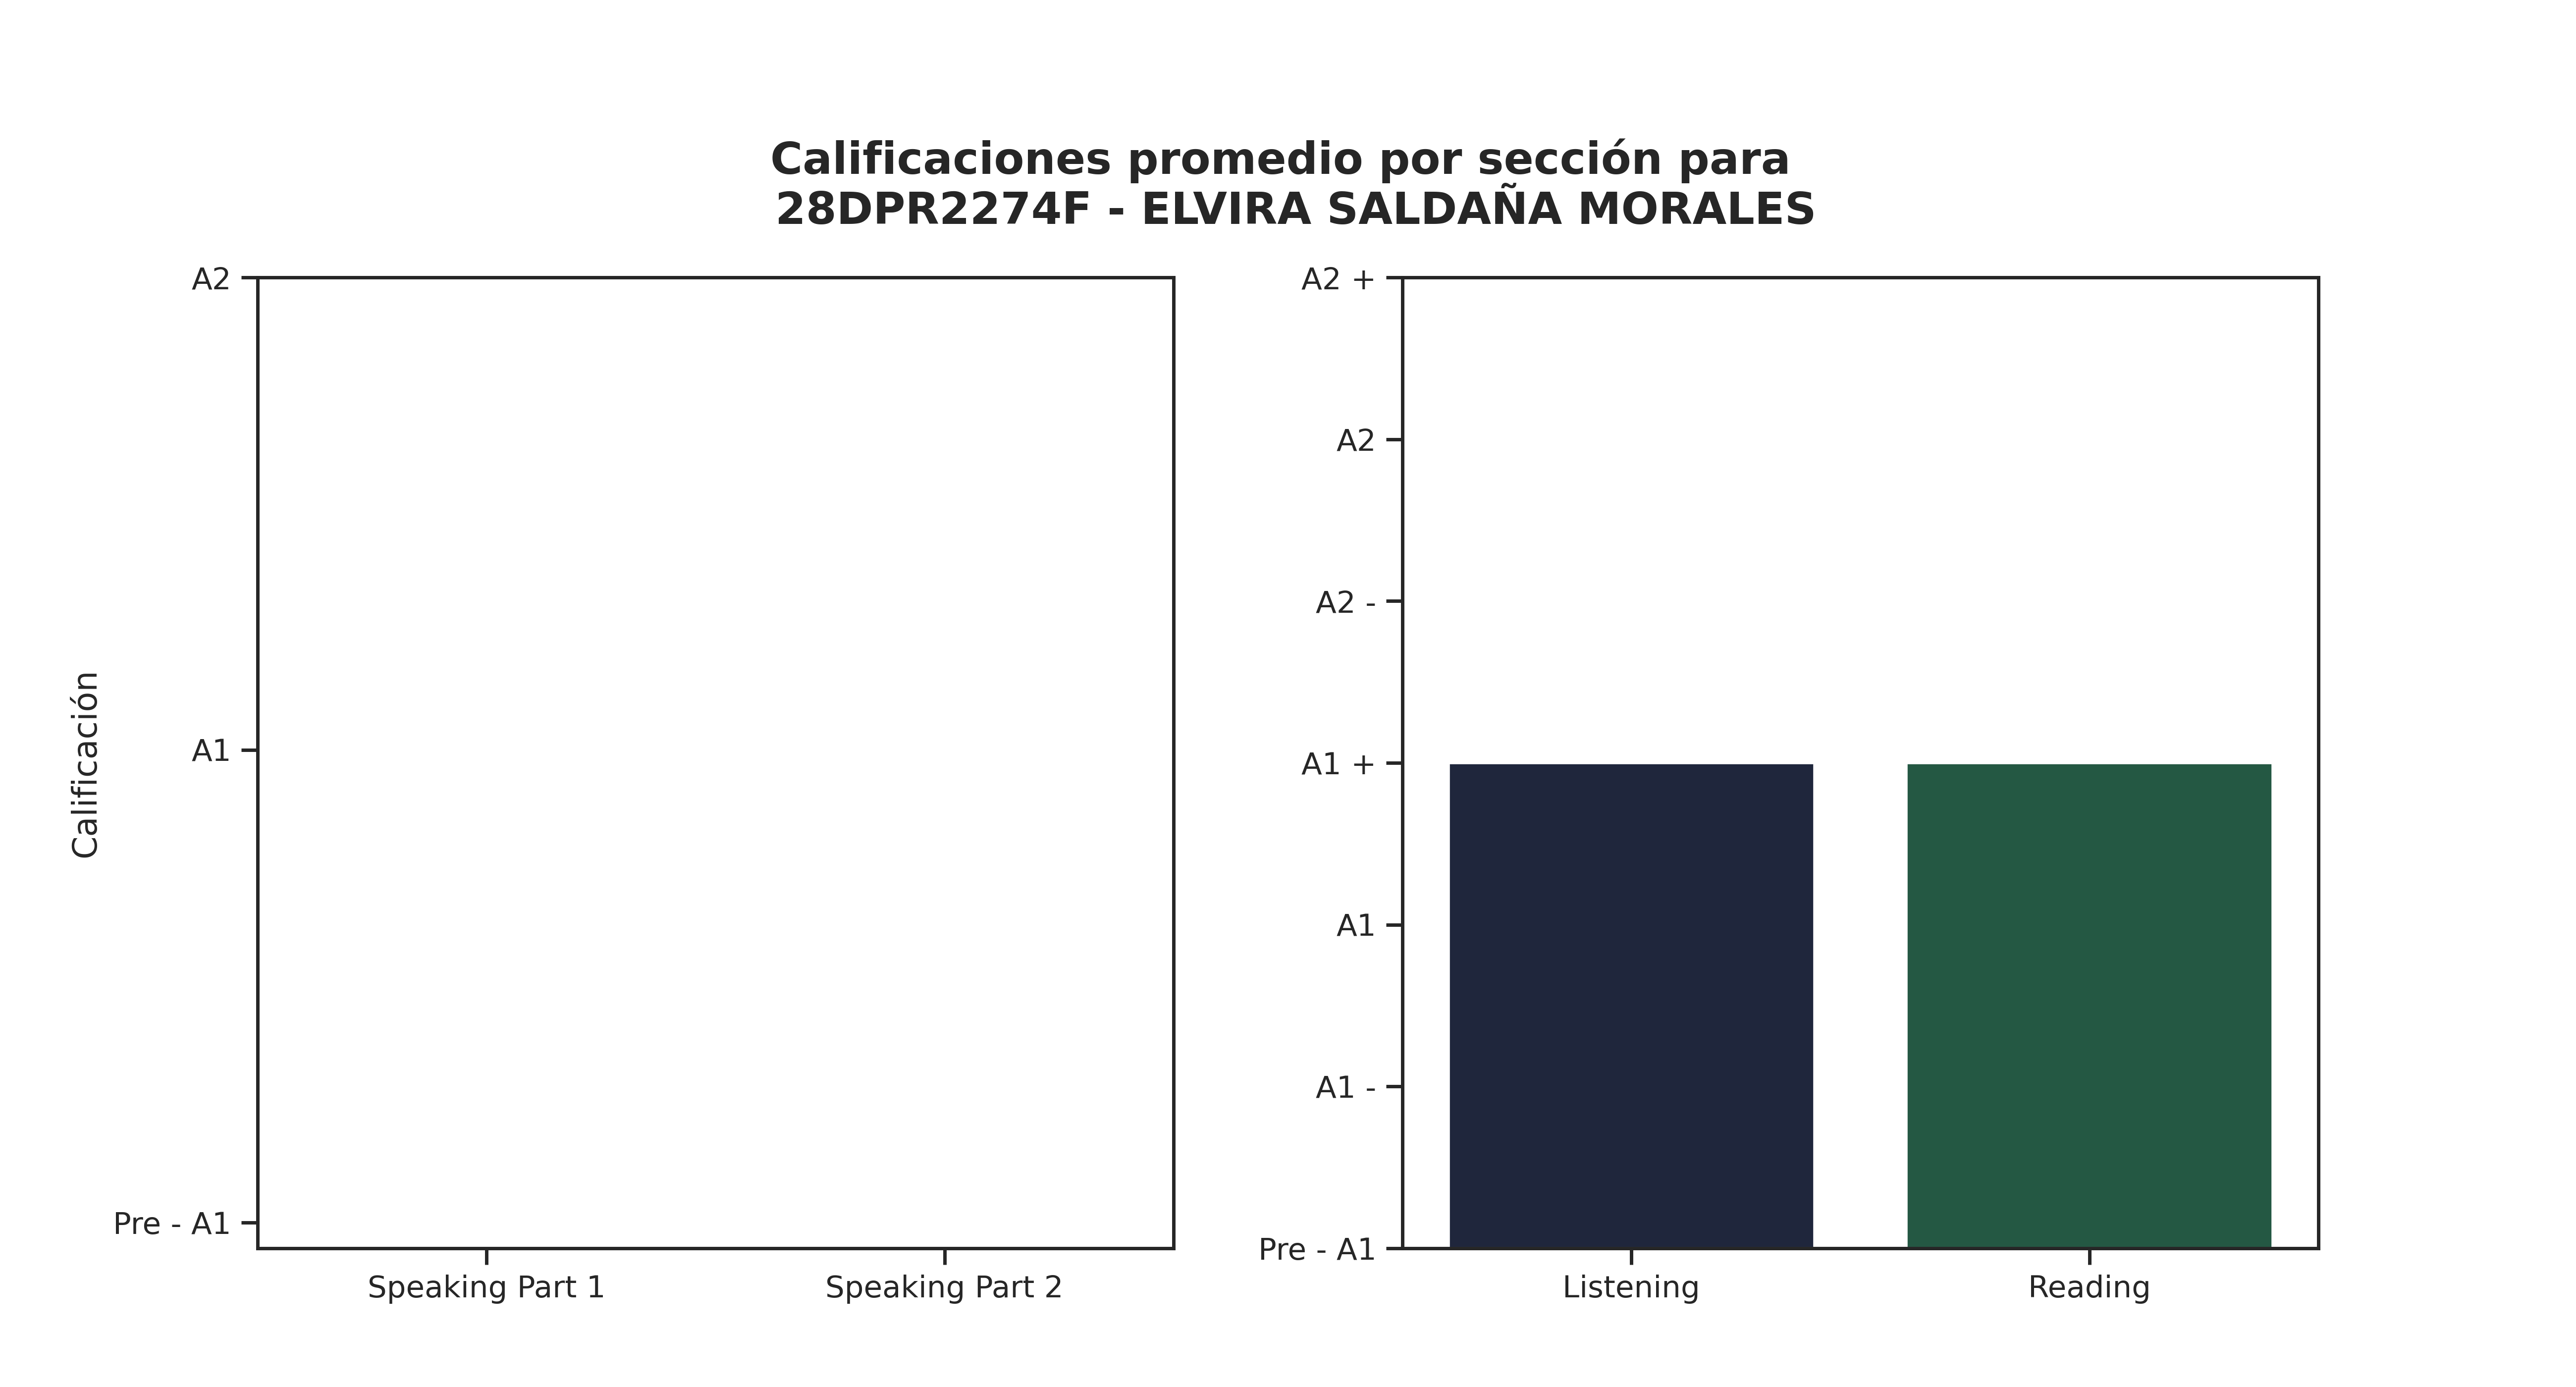 Calificaciones promedio por sección para
28DPR2274F - ELVIRA SALDAÑA MORALES
Calificación
A2
A1
Pre - A1
Speaking Part 1
Speaking Part 2
A2 +
A2
A2 -
A1 +
A1
A1 -
Pre - A1
Listening
Reading